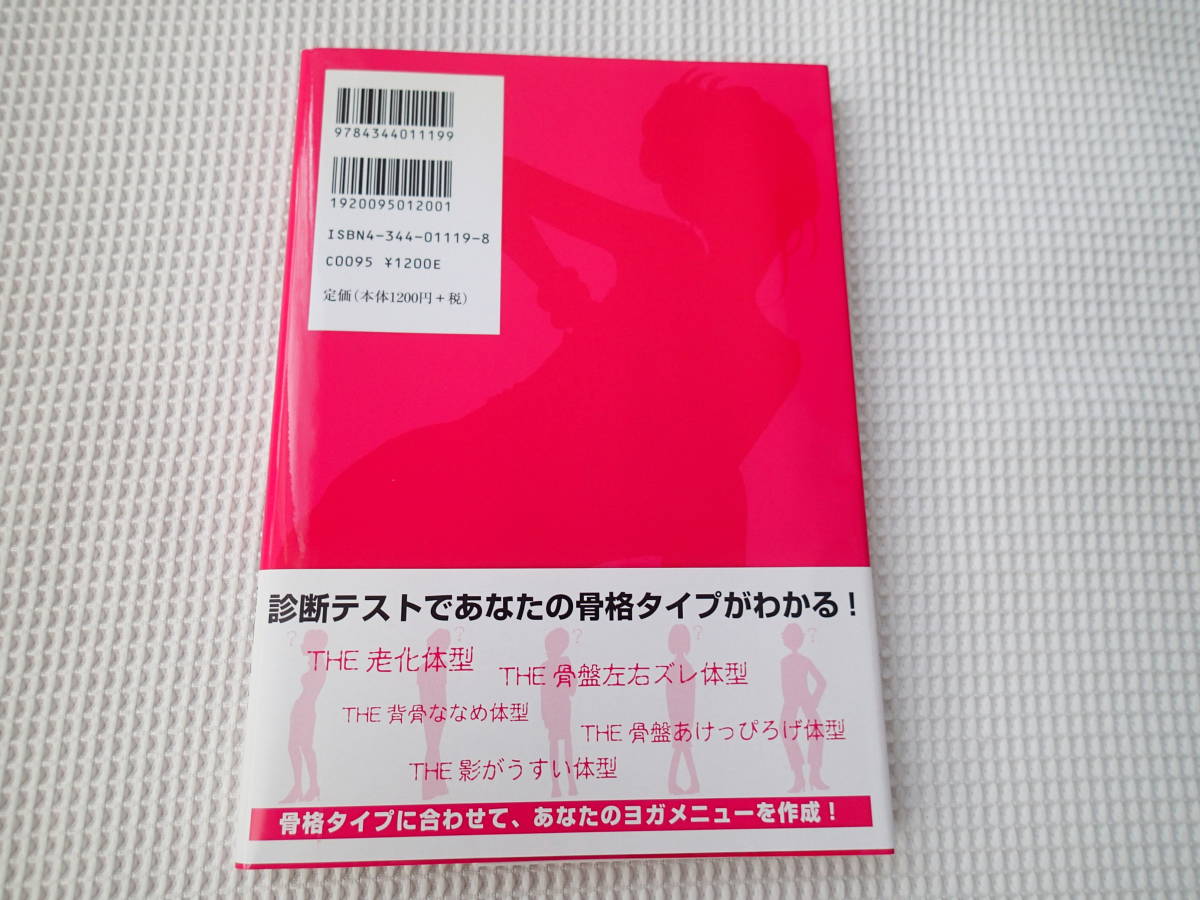 9784344011199
1920095012001
ISBN4-344-01119-8
C0095 ¥1200E
定価(本体1200円+税)
診断テストであなたの骨格タイプがわかる!
? ? ? ? ?
THE 老化体型
THE 骨盤左右ズレ体型
THE 背骨ななめ体型
THE 骨盤あけっぴろげ体型
THE 影がうすい体型
骨格タイプに合わせて、あなたのヨガメニューを作成!